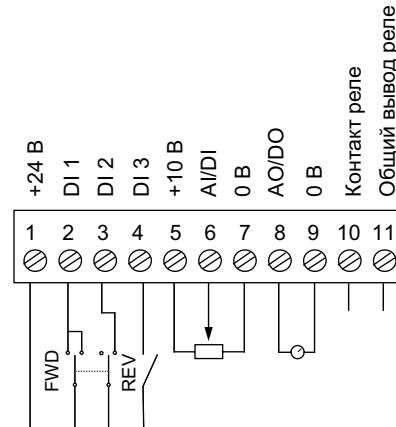 +24 В
DI 1
DI 2
DI 3
+10 В
AI/DI
0 В
AO/DO
0 В
Контакт реле
Общий вывод реле
1 2 3 4 5 6 7 8 9 10 11
FWD
REV